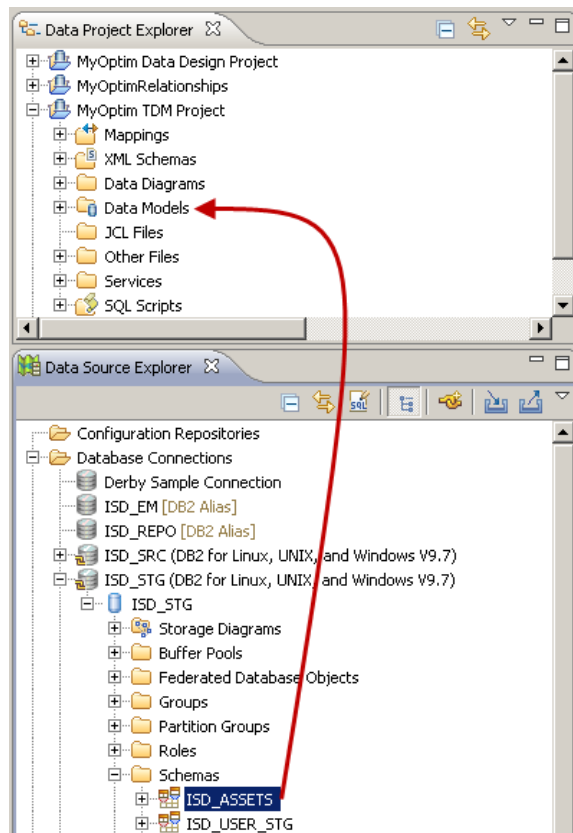 Data Project Explorer
MyOptim Data Design Project
MyOptimRelationships
MyOptim TDM Project
Mappings
XML Schemas
Data Diagrams
Data Models
JCL Files
Other Files
Services
SQL Scripts
Data Source Explorer
SQL
Configuration Repositories
Database Connections
Derby Sample Connection
ISD_EM [DB2 Alias]
ISD_REPO [DB2 Alias]
ISD_SRC (DB2 for Linux, UNIX, and Windows V9.7)
ISD_STG (DB2 for Linux, UNIX, and Windows V9.7)
ISD_STG
Storage Diagrams
Buffer Pools
Federated Database Objects
Groups
Partition Groups
Roles
Schemas
ISD_ASSETS
ISD_USER_STG